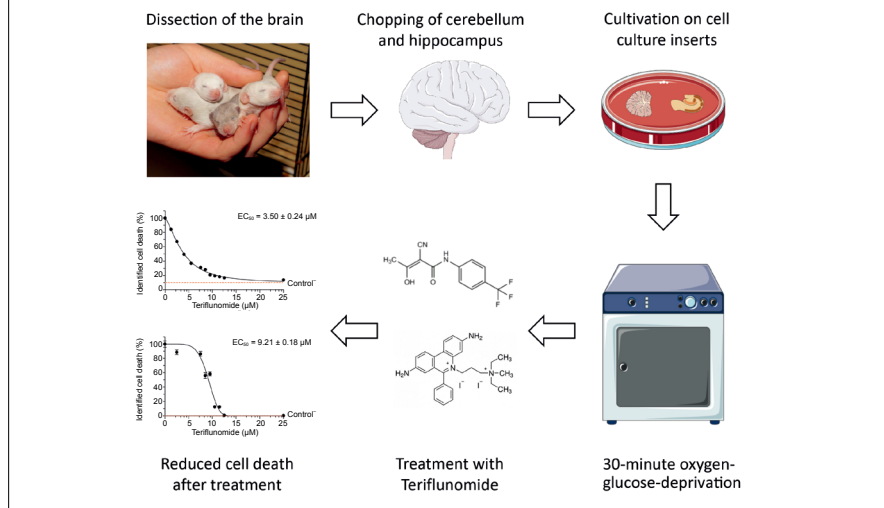 Dissection of the brain
Chopping of cerebellum
and hippocampus
Cultivation on cell
culture inserts
EC₅₀ = 3.50 ± 0.24 µM
Identified cell death (%)
100
80
60
40
20
0
Control⁻
0 5 10 15 20 25
Teriflunomide (µM)
EC₅₀ = 9.21 ± 0.18 µM
Identified cell death (%)
100
80
60
40
20
0
Control⁻
0 5 10 15 20 25
Teriflunomide (µM)
CN
H₃C
H
N
OH
O
F
F
F
NH₂
H₂N
N
+
I⁻
I⁻
N
+
CH₃
CH₃
CH₃
Reduced cell death
after treatment
Treatment with
Teriflunomide
30-minute oxygen-
glucose-deprivation